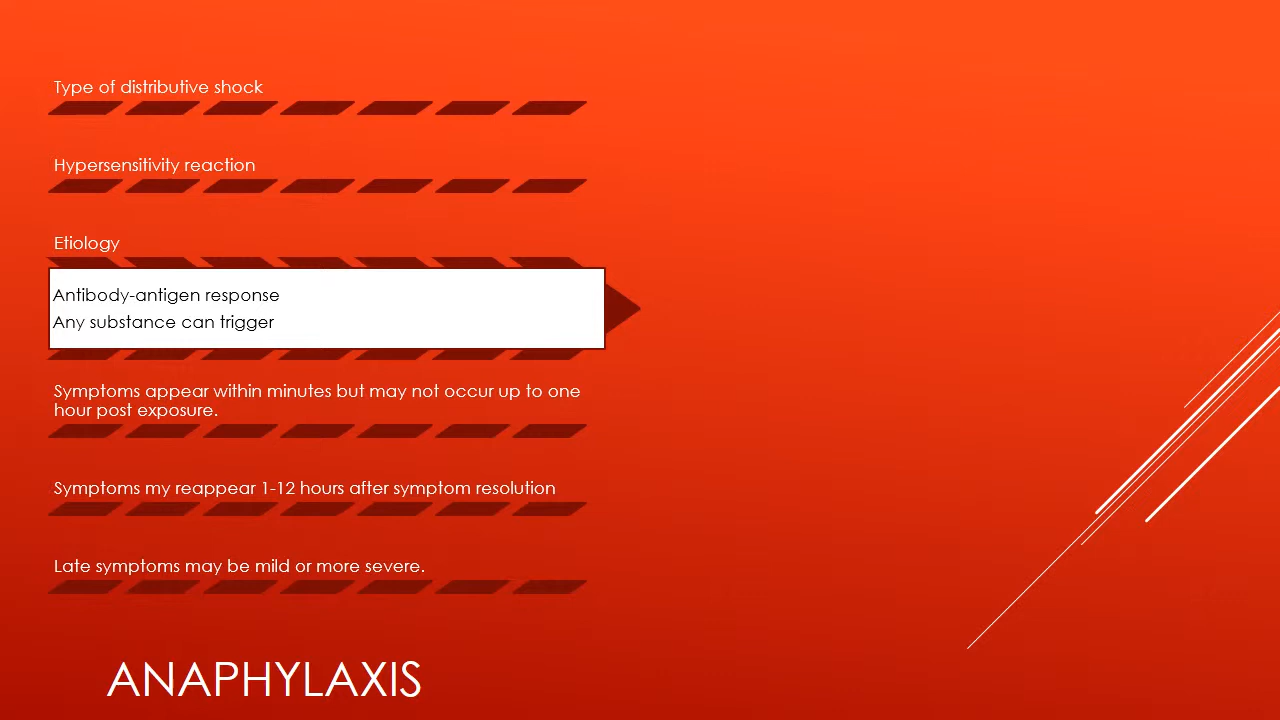 Type of distributive shock
Hypersensitivity reaction
Etiology
Antibody-antigen response
Any substance can trigger
Symptoms appear within minutes but may not occur up to one
hour post exposure.
Symptoms my reappear 1-12 hours after symptom resolution
Late symptoms may be mild or more severe.
ANAPHYLAXIS